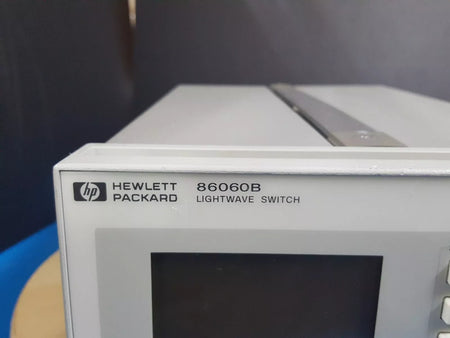 hp HEWLETT PACKARD
86060B
LIGHTWAVE SWITCH